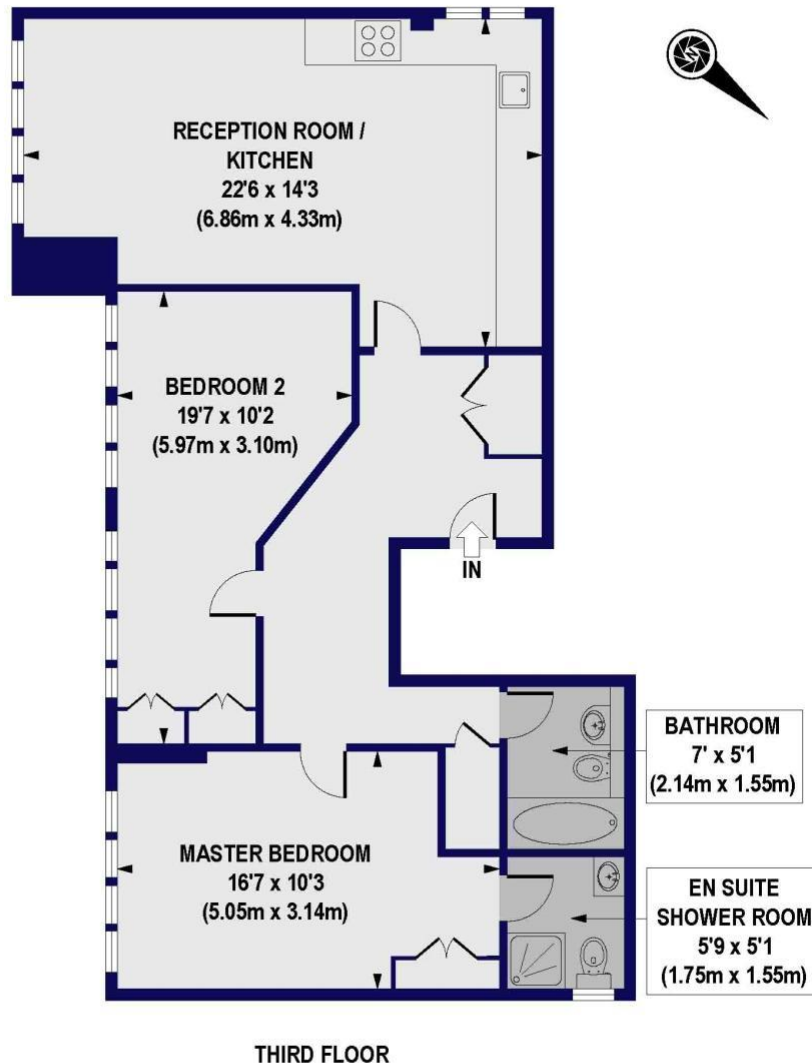 RECEPTION ROOM /
KITCHEN
22'6 x 14'3
(6.86m x 4.33m)
BEDROOM 2
19'7 x 10'2
(5.97m x 3.10m)
IN
BATHROOM
7' x 5'1
(2.14m x 1.55m)
MASTER BEDROOM
16'7 x 10'3
(5.05m x 3.14m)
EN SUITE
SHOWER ROOM
5'9 x 5'1
(1.75m x 1.55m)
THIRD FLOOR